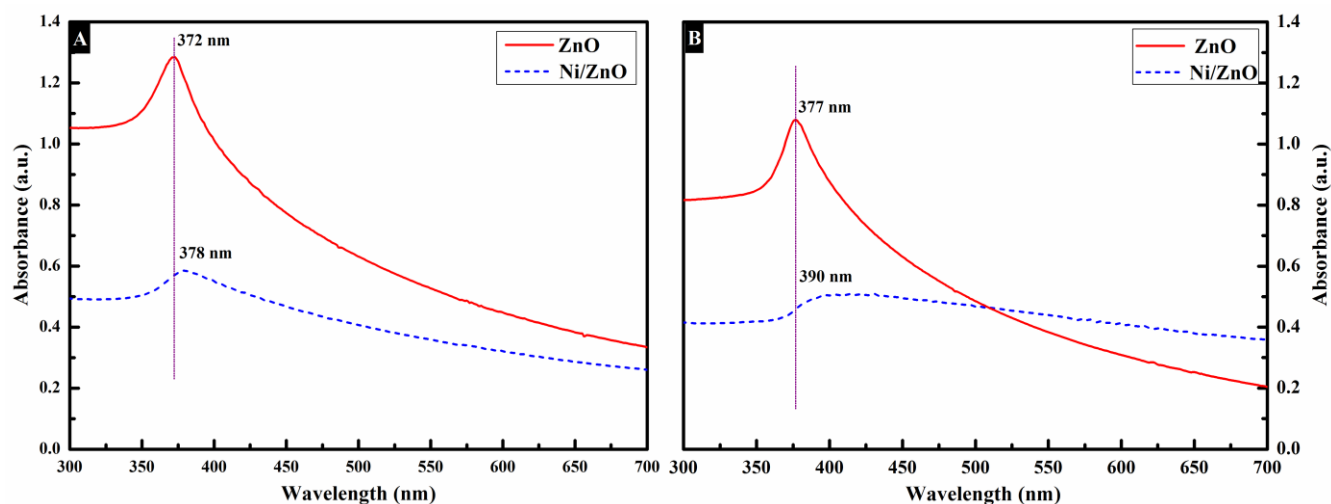 A
372 nm
ZnO
Ni/ZnO
378 nm
Absorbance (a.u.)
1.4
1.2
1.0
0.8
0.6
0.4
0.2
0.0
300 350 400 450 500 550 600 650 700
Wavelength (nm)
B
377 nm
ZnO
Ni/ZnO
390 nm
1.4
1.2
1.0
0.8
0.6
0.4
0.2
0.0
Absorbance (a.u.)
300 350 400 450 500 550 600 650 700
Wavelength (nm)